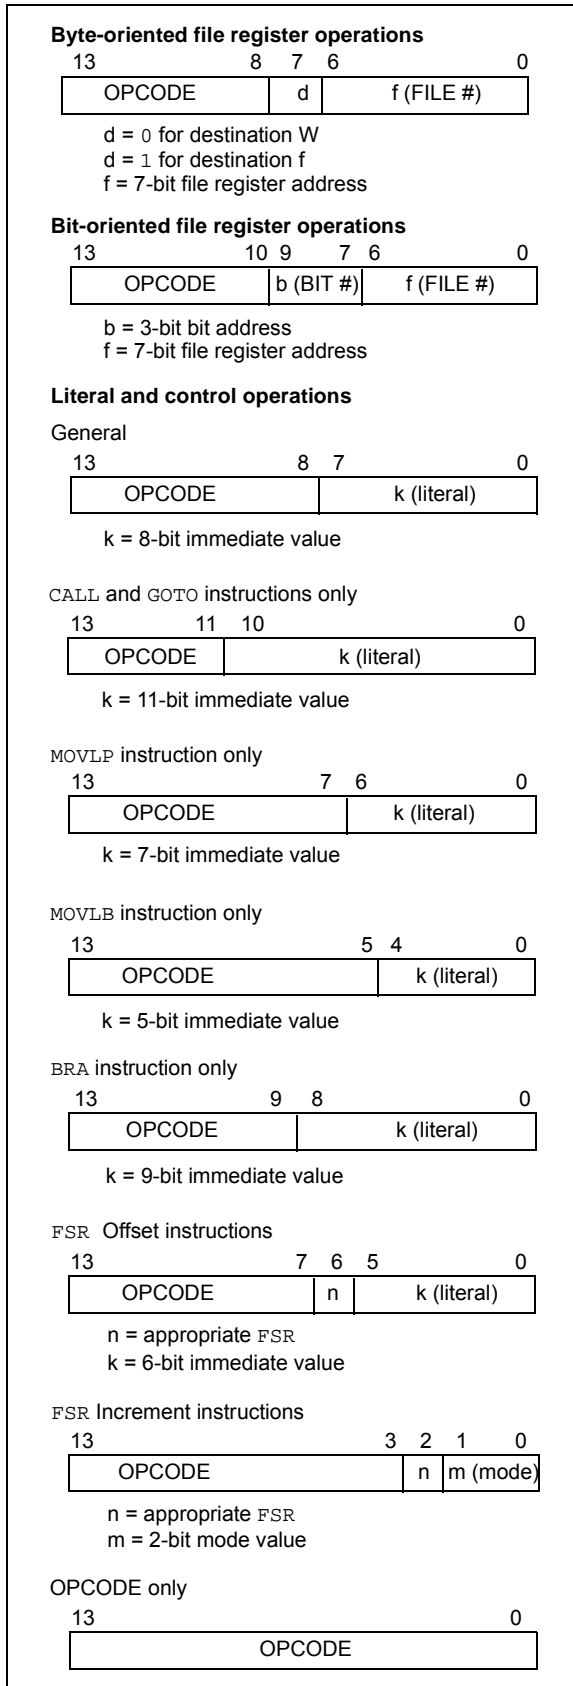 Byte-oriented file register operations
13 8 7 6 0
OPCODE d f (FILE #)
d = 0 for destination W
d = 1 for destination f
f = 7-bit file register address
Bit-oriented file register operations
13 10 9 7 6 0
OPCODE b (BIT #) f (FILE #)
b = 3-bit bit address
f = 7-bit file register address
Literal and control operations
General
13 8 7 0
OPCODE k (literal)
k = 8-bit immediate value
CALL and GOTO instructions only
13 11 10 0
OPCODE k (literal)
k = 11-bit immediate value
MOVLP instruction only
13 7 6 0
OPCODE k (literal)
k = 7-bit immediate value
MOVLB instruction only
13 5 4 0
OPCODE k (literal)
k = 5-bit immediate value
BRA instruction only
13 9 8 0
OPCODE k (literal)
k = 9-bit immediate value
FSR Offset instructions
13 7 6 5 0
OPCODE n k (literal)
n = appropriate FSR
k = 6-bit immediate value
FSR Increment instructions
13 3 2 1 0
OPCODE n m (mode)
n = appropriate FSR
m = 2-bit mode value
OPCODE only
13 0
OPCODE